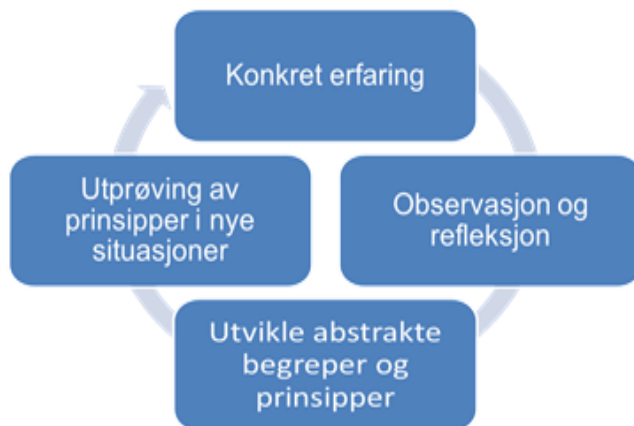 Konkret erfaring
Observasjon og
refleksjon
Utvikle abstrakte
begreper og
prinsipper
Utprøving av
prinsipper i nye
situasjoner